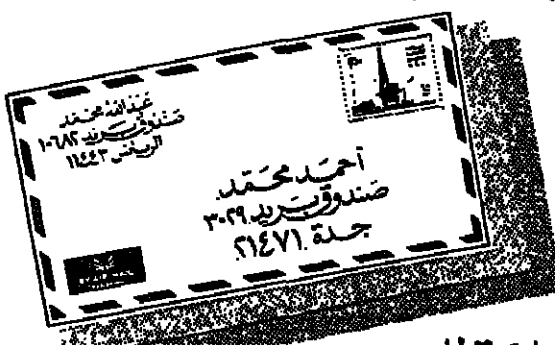 عبدالله محمد
صندوق بريد ١٠٦٨٢
الرياض ١١٤٤٣
أحمد محمد
صندوق بريد ٣٠٢٩
جدة ٢١٤٧١